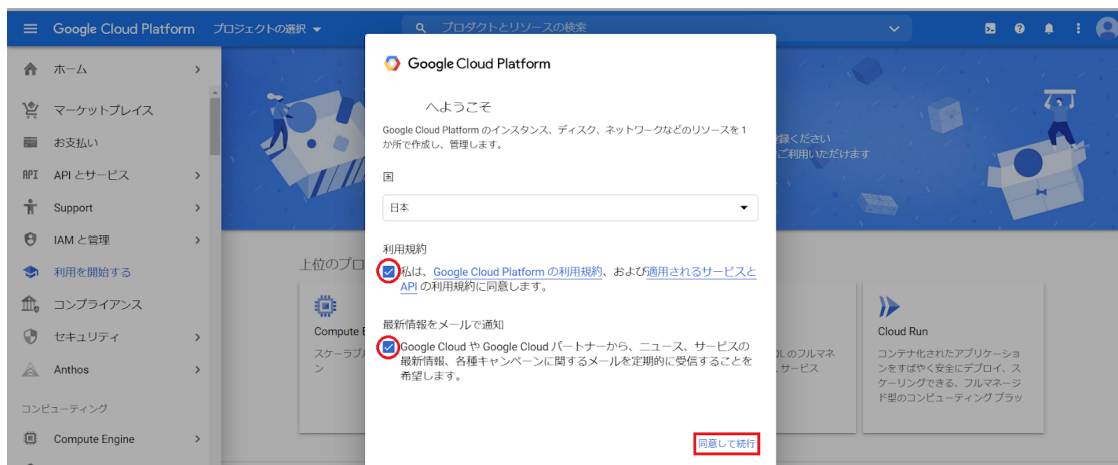 Google Cloud Platform
プロジェクトの選択
プロダクトとリソースの検索
ホーム
マーケットプレイス
お支払い
API
API とサービス
Support
IAM と管理
利用を開始する
コンプライアンス
セキュリティ
Anthos
コンピューティング
Compute Engine
録ください
ご利用いただけます
上位のプロ
Compute E
スケーラブル
ン
Google Cloud Platform
へようこそ
Google Cloud Platform のインスタンス、ディスク、ネットワークなどのリソースを 1
か所で作成し、管理します。
国
日本
利用規約
私は、Google Cloud Platform の利用規約、および適用されるサービスと
API の利用規約に同意します。
最新情報をメールで通知
Google Cloud や Google Cloud パートナーから、ニュース、サービスの
最新情報、各種キャンペーンに関するメールを定期的に受信することを
希望します。
同意して続行
のフルマネ
サービス
Cloud Run
コンテナ化されたアプリケーショ
ンをすばやく安全にデプロイ、ス
ケーリングできる、フルマネージ
ド型のコンピューティング プラッ